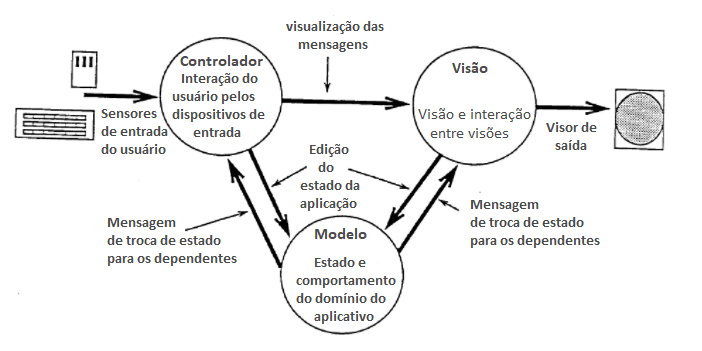 visualização das
mensagens
Controlador
Interação do
usuário pelos
dispositivos de
entrada
Visão
Visão e interação
entre visões
Sensores
de entrada
do usuário
Visor de
saída
Edição
do
estado da
aplicação
Mensagem
de troca de estado
para os dependentes
Mensagem
de troca de estado
para os dependentes
Modelo
Estado e
comportamento
do domínio do
aplicativo